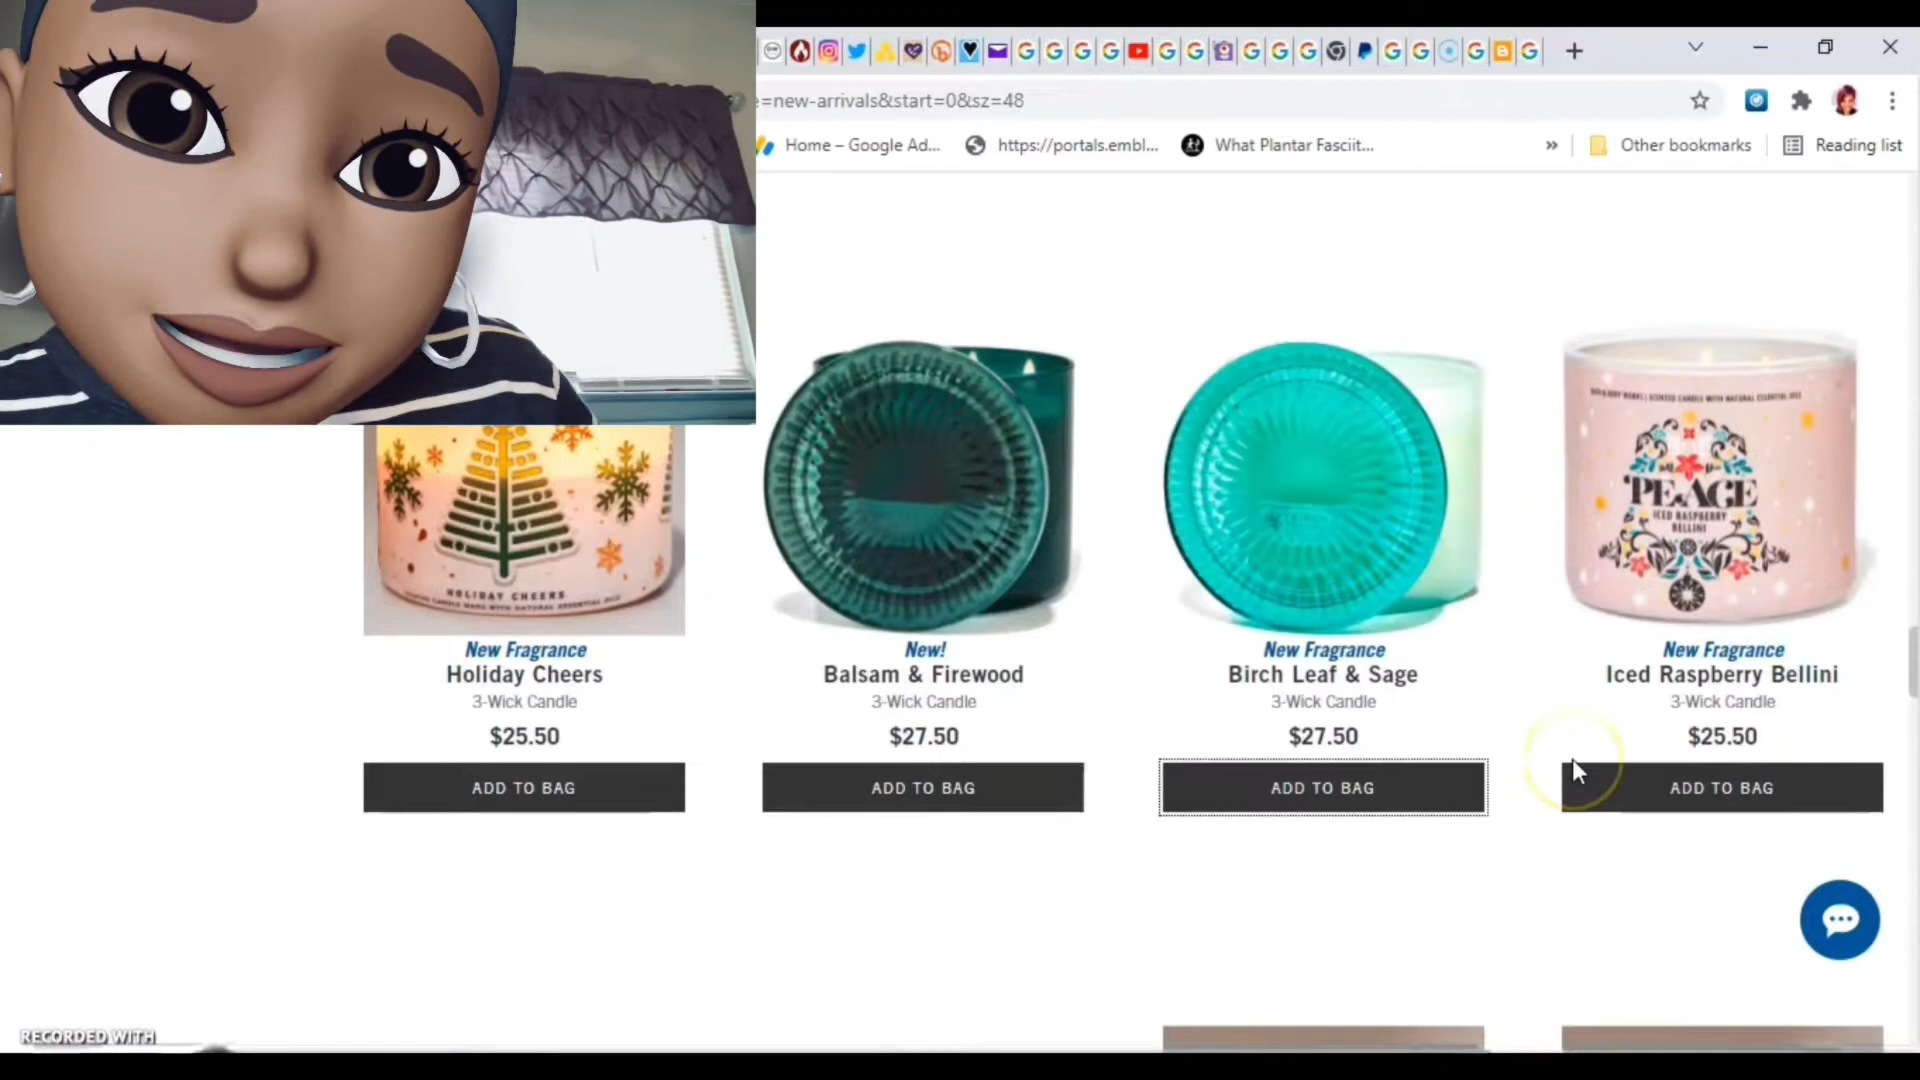 =new-arrivals&start=0&sz=48
Home – Google Ad...
https://portals.embl...
What Plantar Fasciit...
»
Other bookmarks
Reading list
HOLIDAY CHEERS
PEACE
ICED RASPBERRY
BELLINI
New Fragrance
Holiday Cheers
3-Wick Candle
$25.50
ADD TO BAG
New!
Balsam & Firewood
3-Wick Candle
$27.50
ADD TO BAG
New Fragrance
Birch Leaf & Sage
3-Wick Candle
$27.50
ADD TO BAG
New Fragrance
Iced Raspberry Bellini
3-Wick Candle
$25.50
ADD TO BAG
RECORDED WITH